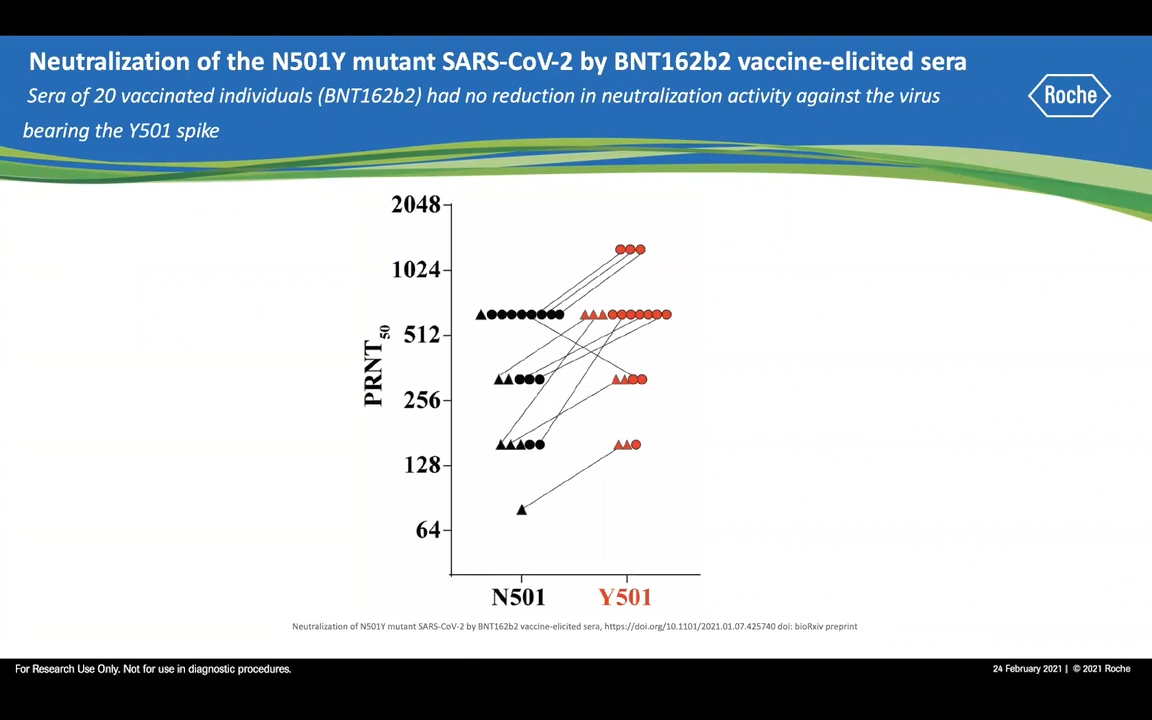 Neutralization of the N501Y mutant SARS-CoV-2 by BNT162b2 vaccine-elicited sera
Sera of 20 vaccinated individuals (BNT162b2) had no reduction in neutralization activity against the virus
bearing the Y501 spike
Roche
2048
1024
512
256
128
64
PRNT50
N501 Y501
Neutralization of N501Y mutant SARS-CoV-2 by BNT162b2 vaccine-elicited sera, https://doi.org/10.1101/2021.01.07.425740 doi: bioRxiv preprint
For Research Use Only. Not for use in diagnostic procedures.
24 February 2021 | © 2021 Roche